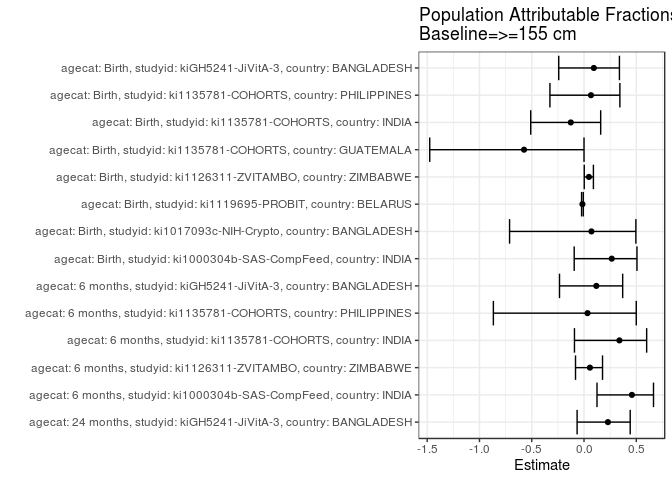 Population Attributable Fractions
Baseline=>=155 cm
agecat: Birth, studyid: kiGH5241-JiVitA-3, country: BANGLADESH
agecat: Birth, studyid: ki1135781-COHORTS, country: PHILIPPINES
agecat: Birth, studyid: ki1135781-COHORTS, country: INDIA
agecat: Birth, studyid: ki1135781-COHORTS, country: GUATEMALA
agecat: Birth, studyid: ki1126311-ZVITAMBO, country: ZIMBABWE
agecat: Birth, studyid: ki1119695-PROBIT, country: BELARUS
agecat: Birth, studyid: ki1017093c-NIH-Crypto, country: BANGLADESH
agecat: Birth, studyid: ki1000304b-SAS-CompFeed, country: INDIA
agecat: 6 months, studyid: kiGH5241-JiVitA-3, country: BANGLADESH
agecat: 6 months, studyid: ki1135781-COHORTS, country: PHILIPPINES
agecat: 6 months, studyid: ki1135781-COHORTS, country: INDIA
agecat: 6 months, studyid: ki1126311-ZVITAMBO, country: ZIMBABWE
agecat: 6 months, studyid: ki1000304b-SAS-CompFeed, country: INDIA
agecat: 24 months, studyid: kiGH5241-JiVitA-3, country: BANGLADESH
-1.5 -1.0 -0.5 0.0 0.5
Estimate